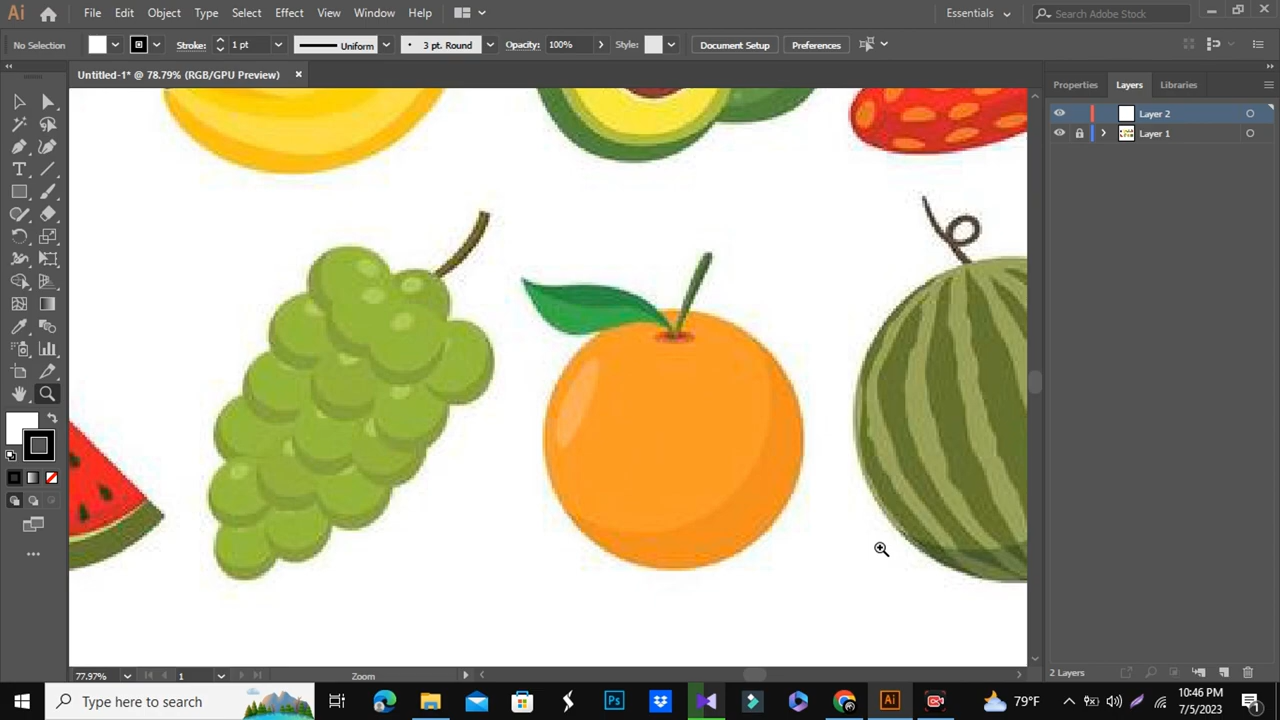 Ai File Edit Object Type Select Effect View Window Help Essentials Search Adobe Stock
No Selection Stroke: 1 pt Uniform 3 pt. Round Opacity: 100% Style: Document Setup Preferences
Untitled-1* @ 78.79% (RGB/GPU Preview) ×
Properties Layers Libraries
Layer 2
Layer 1
77.97% 1 Zoom 2 Layers
Type here to search Ps Ai 79°F 10:46 PM
7/5/2023 1